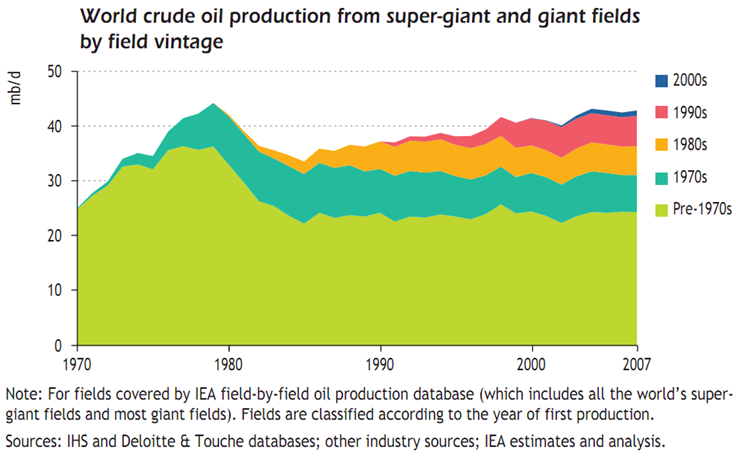 World crude oil production from super-giant and giant fields
by field vintage
mb/d
50
40
30
20
10
0
1970
1980
1990
2000
2007
2000s
1990s
1980s
1970s
Pre-1970s
Note: For fields covered by IEA field-by-field oil production database (which includes all the world's super-
giant fields and most giant fields). Fields are classified according to the year of first production.
Sources: IHS and Deloitte & Touche databases; other industry sources; IEA estimates and analysis.